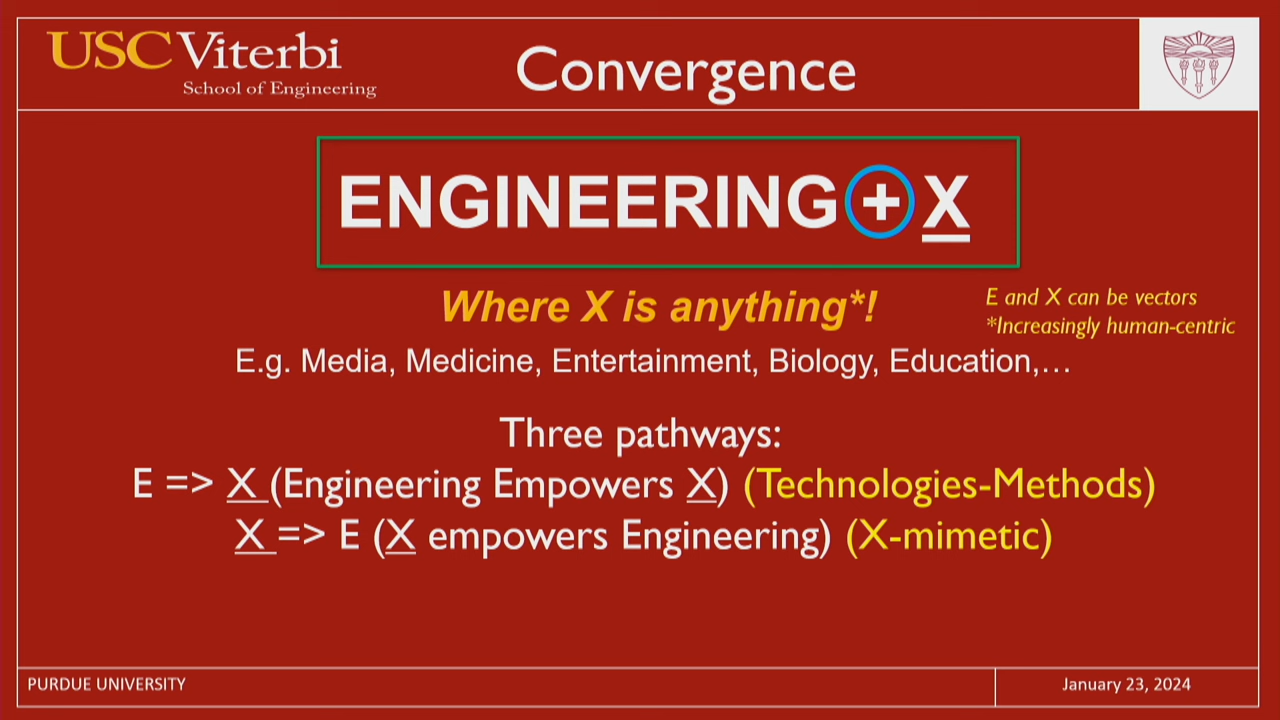 USC Viterbi
School of Engineering
Convergence
ENGINEERING + X
Where X is anything*!
E and X can be vectors
*Increasingly human-centric
E.g. Media, Medicine, Entertainment, Biology, Education,…
Three pathways:
E => X (Engineering Empowers X) (Technologies-Methods)
X => E (X empowers Engineering) (X-mimetic)
PURDUE UNIVERSITY
January 23, 2024